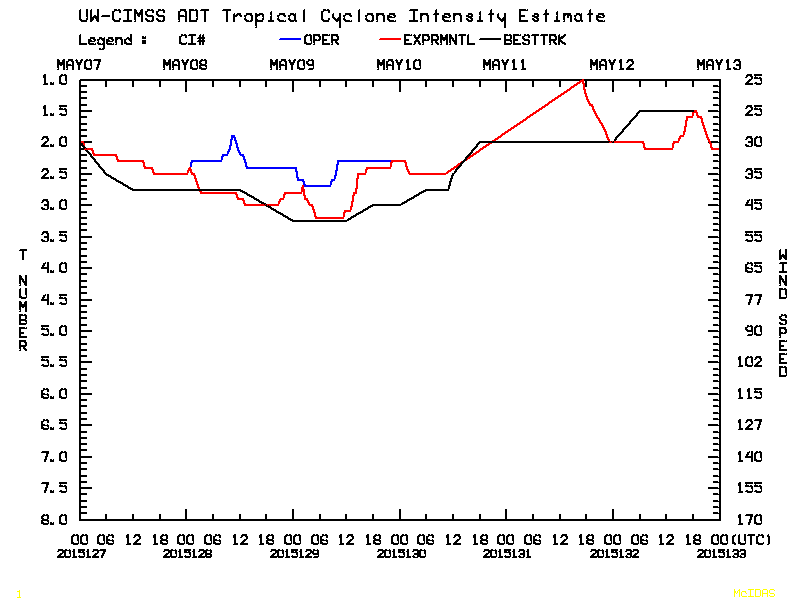 UW-CIMSS ADT Tropical Cyclone Intensity Estimate
Legend : CI# OPER EXPRMNTL BESTTRK
MAY07 MAY08 MAY09 MAY10 MAY11 MAY12 MAY13
1.0 25
1.5 25
2.0 30
2.5 35
3.0 45
3.5 55
4.0 65
4.5 77
5.0 90
5.5 102
6.0 115
6.5 127
7.0 140
7.5 155
8.0 170
T NUMBER
WIND SPEED
00 06 12 18 00 06 12 18 00 06 12 18 00 06 12 18 00 06 12 18 00 06 12 18 00 (UTC)
2015127 2015128 2015129 2015130 2015131 2015132 2015133
1 McIDAS